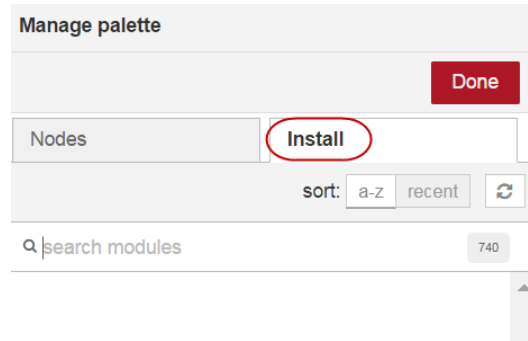 Manage palette
Done
Nodes Install
sort: a-z recent
search modules 740